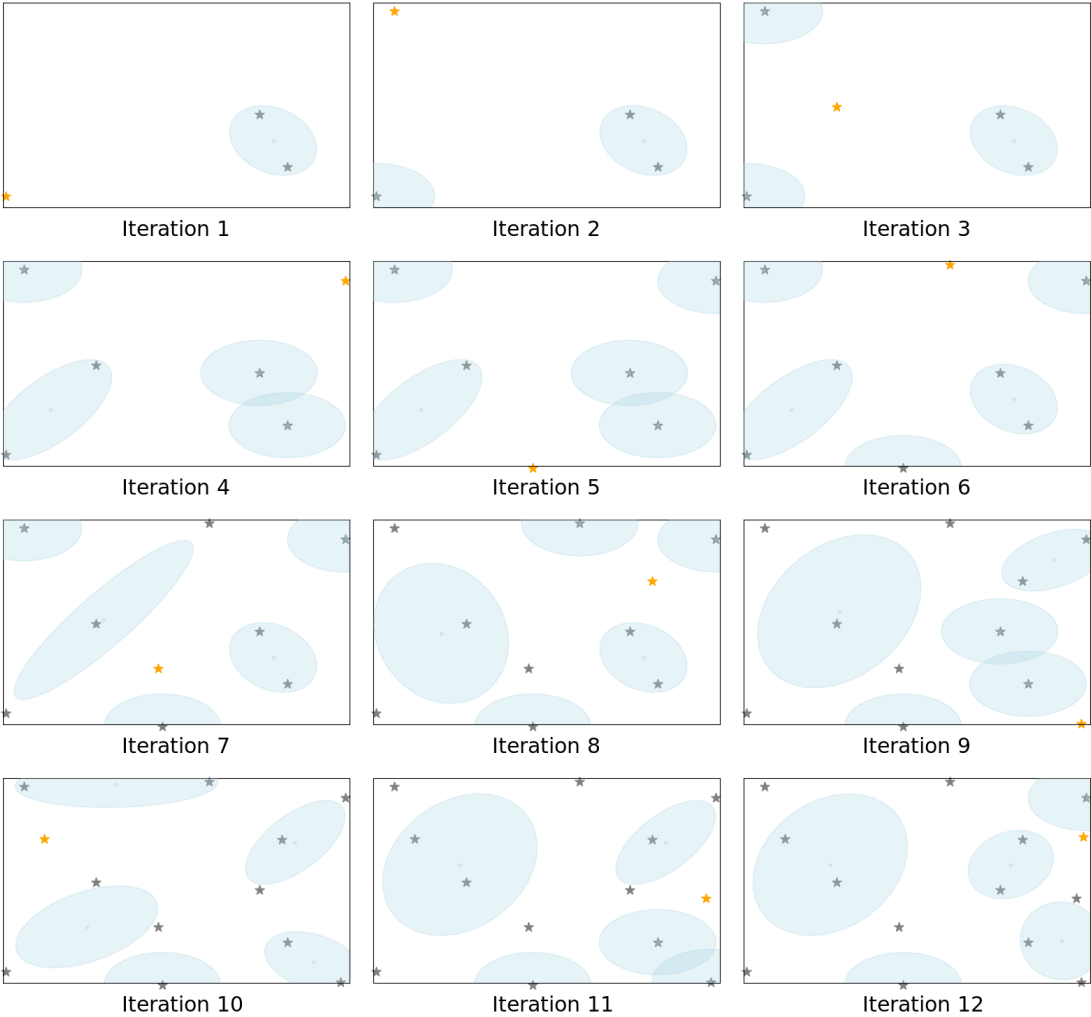 Iteration 1
Iteration 2
Iteration 3
Iteration 4
Iteration 5
Iteration 6
Iteration 7
Iteration 8
Iteration 9
Iteration 10
Iteration 11
Iteration 12